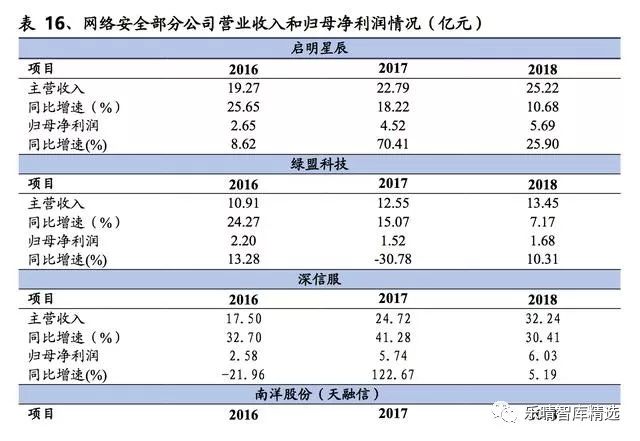 表 16、网络安全部分公司营业收入和归母净利润情况（亿元）
启明星辰
项目 2016 2017 2018
主营收入 19.27 22.79 25.22
同比增速（%） 25.65 18.22 10.68
归母净利润 2.65 4.52 5.69
同比增速(%) 8.62 70.41 25.90
绿盟科技
项目 2016 2017 2018
主营收入 10.91 12.55 13.45
同比增速（%） 24.27 15.07 7.17
归母净利润 2.20 1.52 1.68
同比增速(%) 13.28 -30.78 10.31
深信服
项目 2016 2017 2018
主营收入 17.50 24.72 32.24
同比增速（%） 32.70 41.28 30.41
归母净利润 2.58 5.74 6.03
同比增速(%) -21.96 122.67 5.19
南洋股份（天融信）
项目 2016 2017
乐晴智库精选